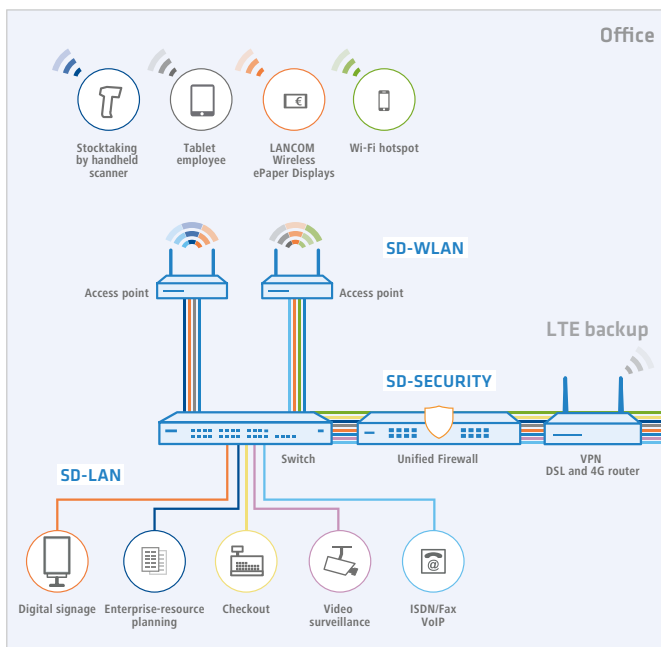 Office
Stocktaking
by handheld
scanner
Tablet
employee
LANCOM
Wireless
ePaper Displays
Wi-Fi hotspot
€
SD-WLAN
Access point
Access point
LTE backup
SD-SECURITY
Switch
Unified Firewall
VPN
DSL and 4G router
SD-LAN
@
Digital signage
Enterprise-resource
planning
Checkout
Video
surveillance
ISDN/Fax
VoIP